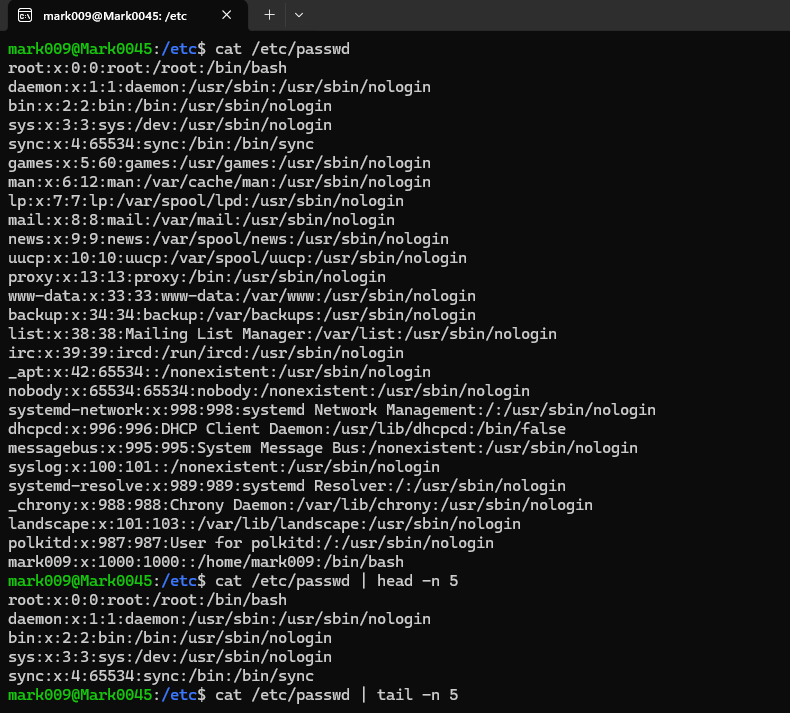 mark009@Mark0045: /etc
mark009@Mark0045:/etc$ cat /etc/passwd
root:x:0:0:root:/root:/bin/bash
daemon:x:1:1:daemon:/usr/sbin:/usr/sbin/nologin
bin:x:2:2:bin:/bin:/usr/sbin/nologin
sys:x:3:3:sys:/dev:/usr/sbin/nologin
sync:x:4:65534:sync:/bin:/bin/sync
games:x:5:60:games:/usr/games:/usr/sbin/nologin
man:x:6:12:man:/var/cache/man:/usr/sbin/nologin
lp:x:7:7:lp:/var/spool/lpd:/usr/sbin/nologin
mail:x:8:8:mail:/var/mail:/usr/sbin/nologin
news:x:9:9:news:/var/spool/news:/usr/sbin/nologin
uucp:x:10:10:uucp:/var/spool/uucp:/usr/sbin/nologin
proxy:x:13:13:proxy:/bin:/usr/sbin/nologin
www-data:x:33:33:www-data:/var/www:/usr/sbin/nologin
backup:x:34:34:backup:/var/backups:/usr/sbin/nologin
list:x:38:38:Mailing List Manager:/var/list:/usr/sbin/nologin
irc:x:39:39:ircd:/run/ircd:/usr/sbin/nologin
_apt:x:42:65534::/nonexistent:/usr/sbin/nologin
nobody:x:65534:65534:nobody:/nonexistent:/usr/sbin/nologin
systemd-network:x:998:998:systemd Network Management:/:/usr/sbin/nologin
dhcpcd:x:996:996:DHCP Client Daemon:/usr/lib/dhcpcd:/bin/false
messagebus:x:995:995:System Message Bus:/nonexistent:/usr/sbin/nologin
syslog:x:100:101::/nonexistent:/usr/sbin/nologin
systemd-resolve:x:989:989:systemd Resolver:/:/usr/sbin/nologin
_chrony:x:988:988:Chrony Daemon:/var/lib/chrony:/usr/sbin/nologin
landscape:x:101:103::/var/lib/landscape:/usr/sbin/nologin
polkitd:x:987:987:User for polkitd:/:/usr/sbin/nologin
mark009:x:1000:1000::/home/mark009:/bin/bash
mark009@Mark0045:/etc$ cat /etc/passwd | head -n 5
root:x:0:0:root:/root:/bin/bash
daemon:x:1:1:daemon:/usr/sbin:/usr/sbin/nologin
bin:x:2:2:bin:/bin:/usr/sbin/nologin
sys:x:3:3:sys:/dev:/usr/sbin/nologin
sync:x:4:65534:sync:/bin:/bin/sync
mark009@Mark0045:/etc$ cat /etc/passwd | tail -n 5